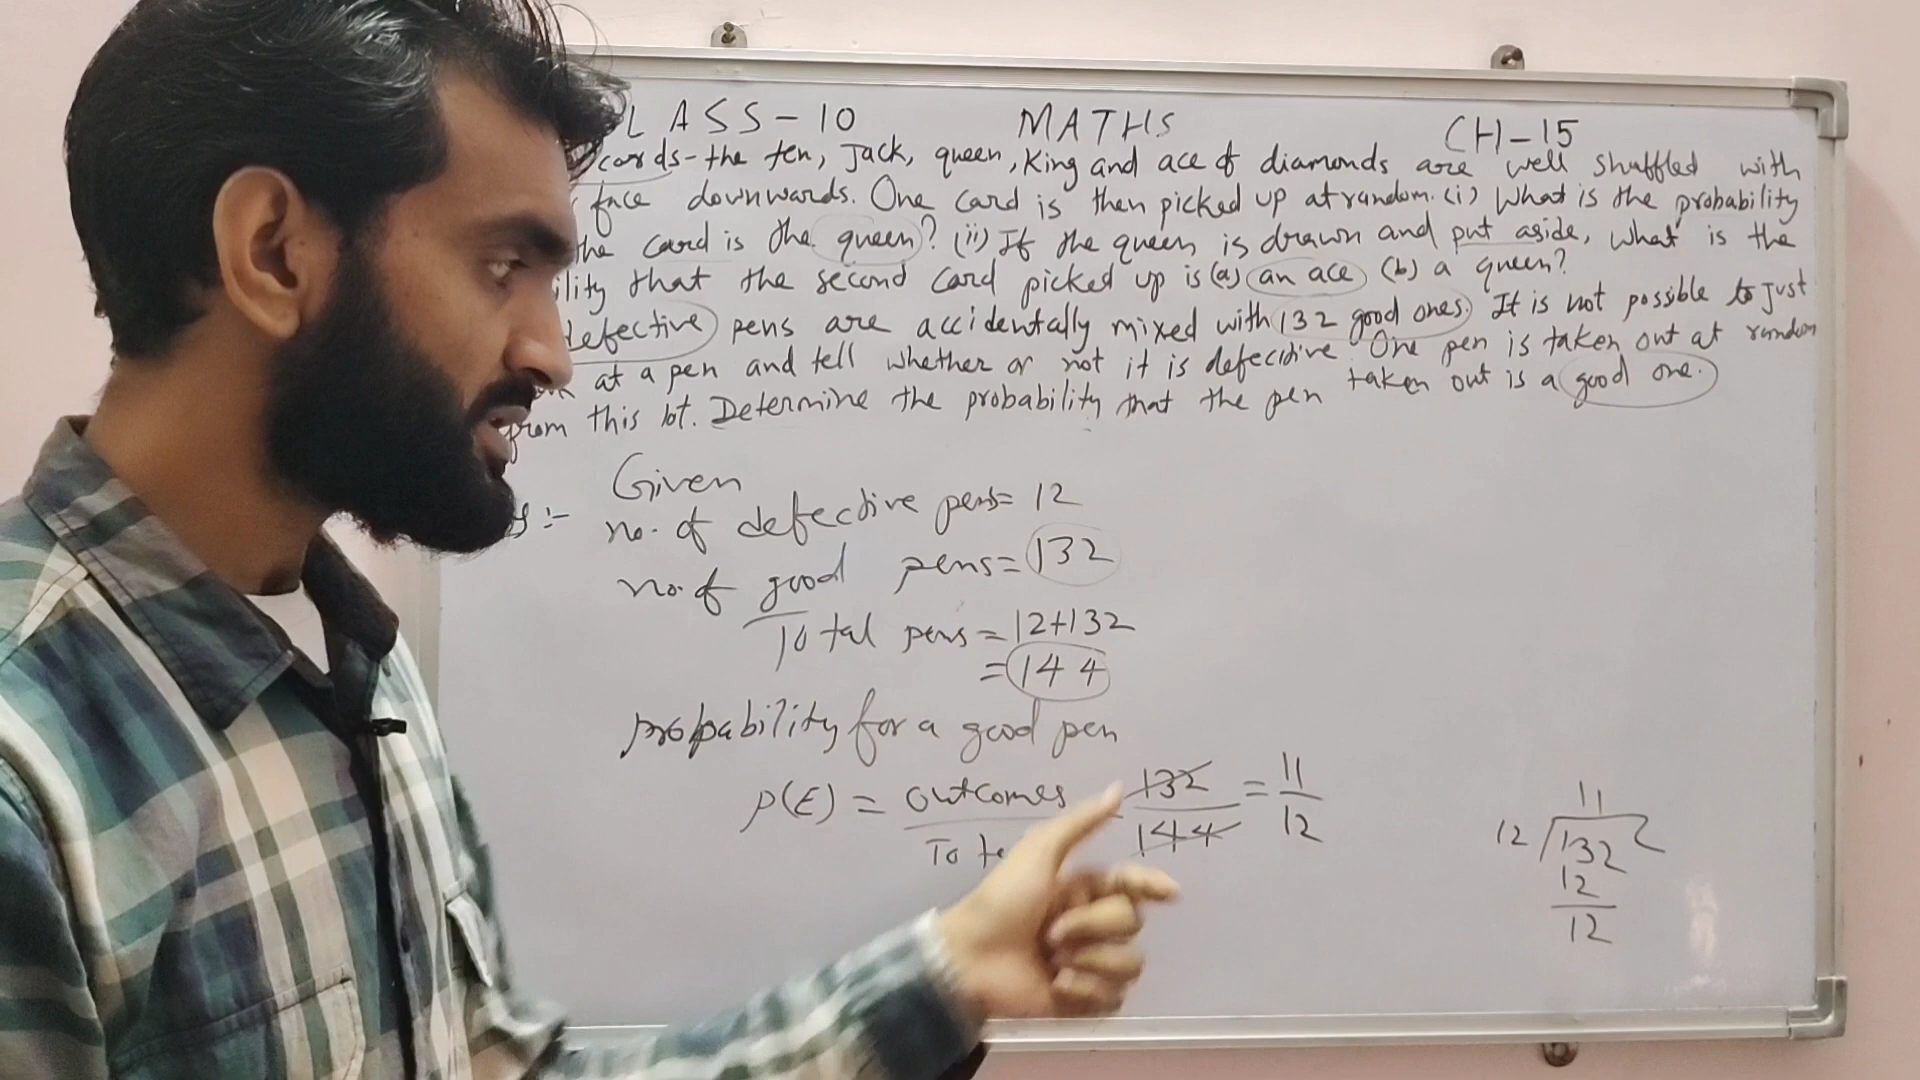 LASS-10 MATHS CH-15
cards-the ten, Jack, queen, King and ace of diamonds are well shuffled with
face downwards. One card is then picked up at random. (i) What is the probability
the card is the queen? (ii) If the queen is drawn and put aside, what is the
ility that the second card picked up is (a) an ace (b) a queen?
defective pens are accidentally mixed with 132 good ones. It is not possible to just
at a pen and tell whether or not it is defecitive. One pen is taken out at random
from this lot. Determine the probability that the pen taken out is a good one.
Given
:- no. of defective pens= 12
no. of good pens=132
Total pens = 12+132
= 144
probability for a good pen
P(E) = outcomes 132 = 11
To 144 12
11
12 132
12
12